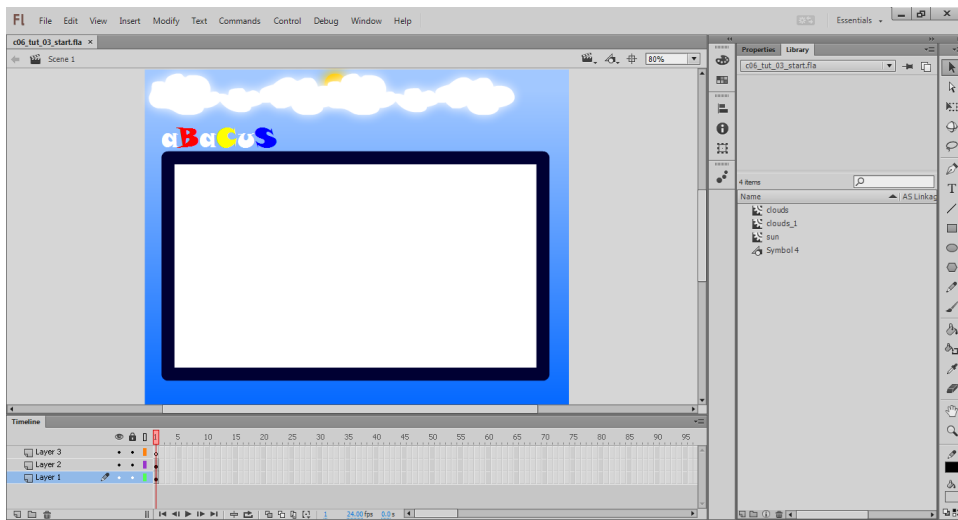 Fl File Edit View Insert Modify Text Commands Control Debug Window Help Essentials
c06_tut_03_start.fla ×
Scene 1 80%
aBaCuS
Properties Library
c06_tut_03_start.fla
4 items
Name AS Linkag
clouds
clouds_1
sun
Symbol 4
Timeline
1 5 10 15 20 25 30 35 40 45 50 55 60 65 70 75 80 85 90 95
Layer 3
Layer 2
Layer 1
1 24.00 fps 0.0 s